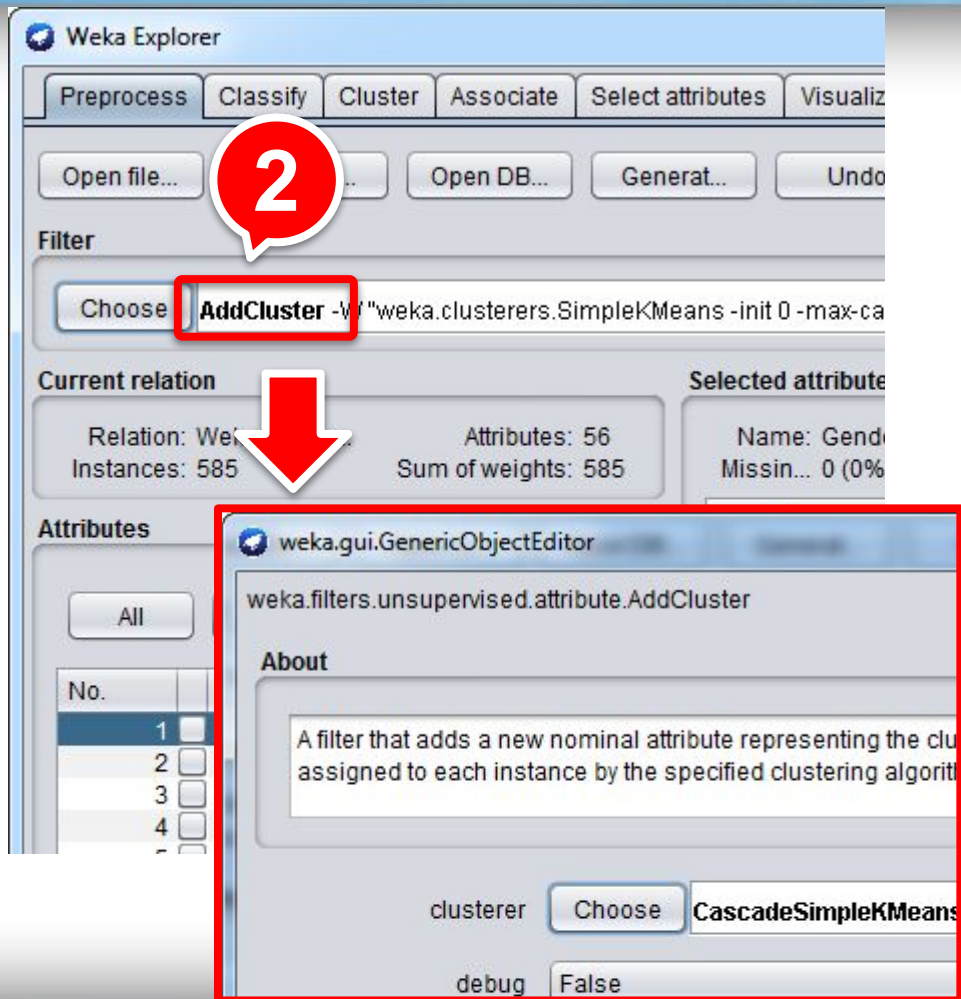 Weka Explorer
Preprocess Classify Cluster Associate Select attributes Visualiz
Open file... ... Open DB... Generat... Undo
2
Filter
Choose AddCluster -W "weka.clusterers.SimpleKMeans -init 0 -max-ca
Current relation Selected attribute
Relation: We Attributes: 56 Name: Gend
Instances: 585 Sum of weights: 585 Missin... 0 (0%
Attributes
weka.gui.GenericObjectEditor
All
weka.filters.unsupervised.attribute.AddCluster
About
No.
1
2
3
4
5
A filter that adds a new nominal attribute representing the clu
assigned to each instance by the specified clustering algorith
clusterer Choose CascadeSimpleKMeans
debug False